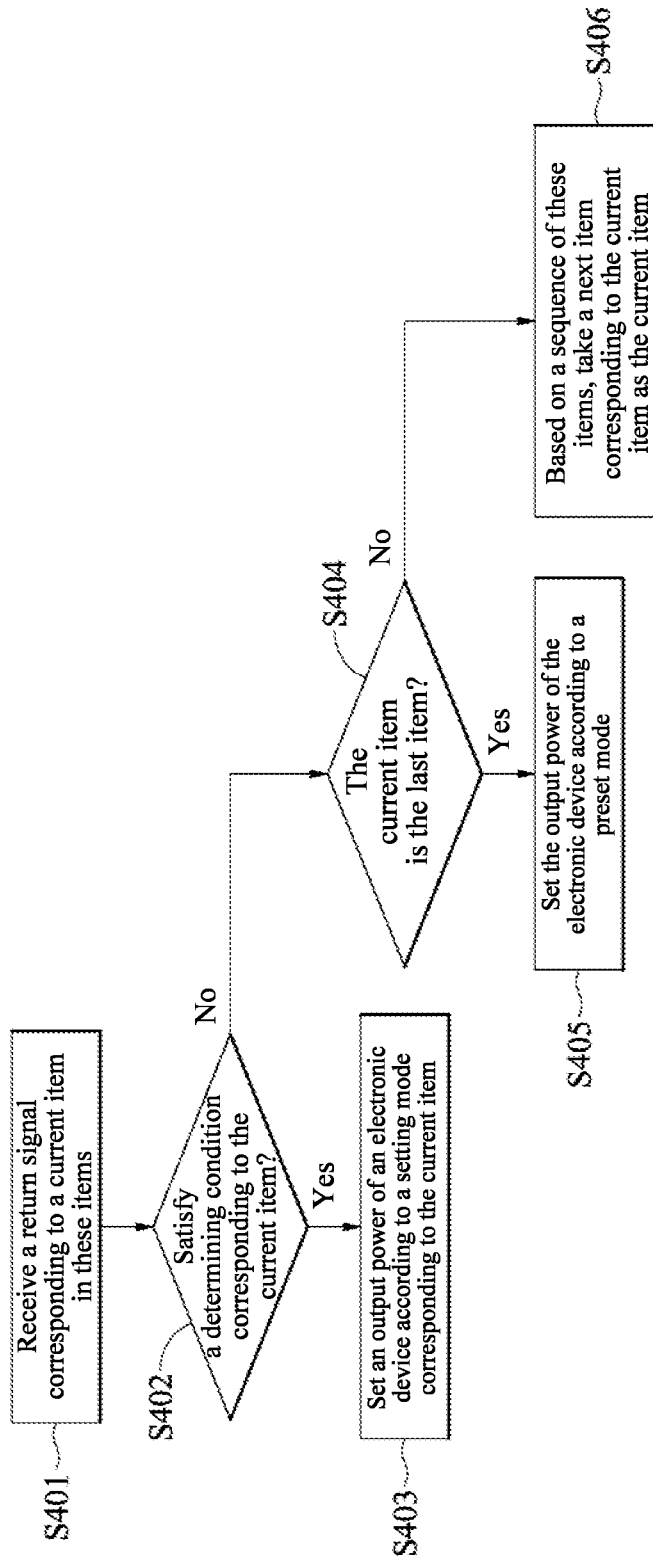 S401
Receive a return signal
corresponding to a current item
in these items
S402
Satisfy
a determining condition
corresponding to the
current item?
No
Yes
S403
Set an output power of an electronic
device according to a setting mode
corresponding to the current item
S404
The
current item
is the last item?
No
Yes
S405
Set the output power of the
electronic device according to a
preset mode
S406
Based on a sequence of these
items, take a next item
corresponding to the current
item as the current item